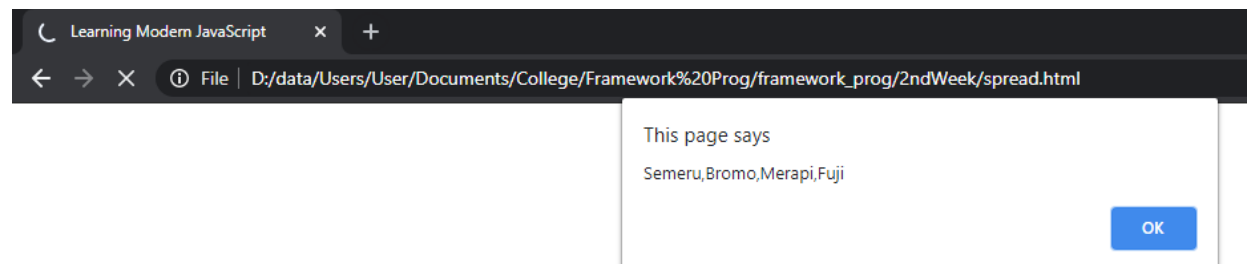 Learning Modern JavaScript
File | D:/data/Users/User/Documents/College/Framework%20Prog/framework_prog/2ndWeek/spread.html
This page says
Semeru,Bromo,Merapi,Fuji
OK